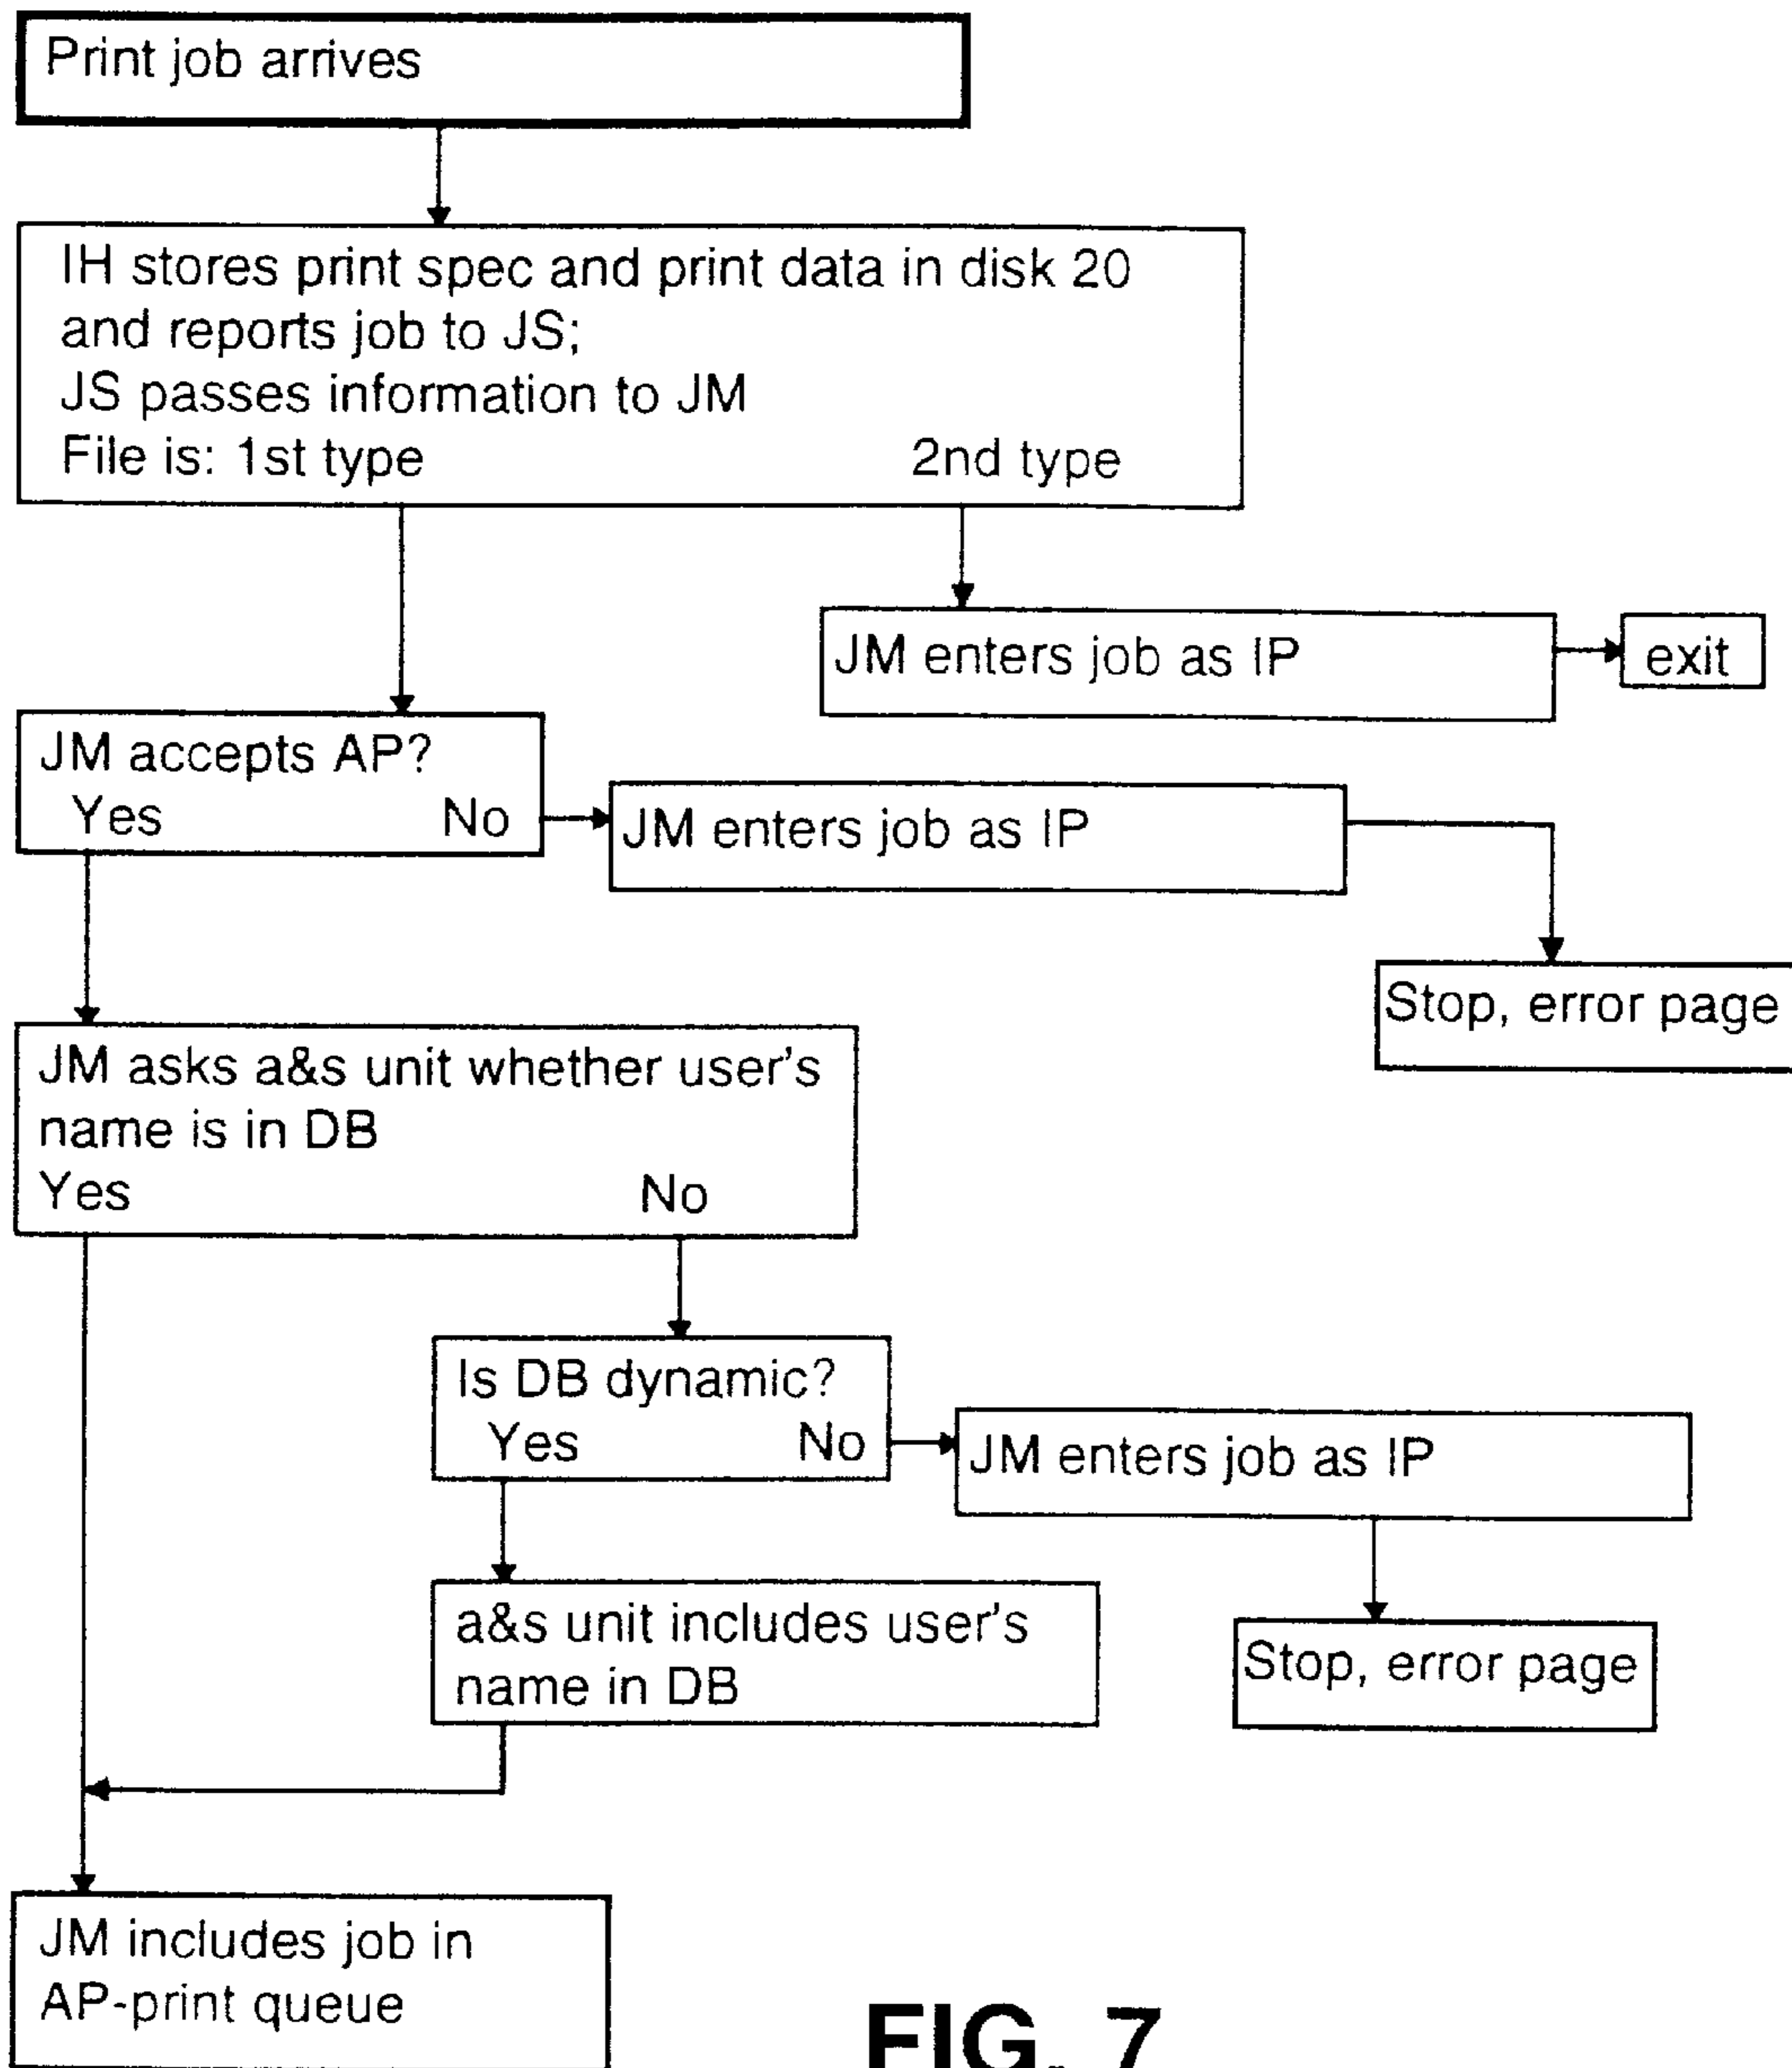 Print job arrives
IH stores print spec and print data in disk 20
and reports job to JS;
JS passes information to JM
File is: 1st type 2nd type
JM enters job as IP
exit
JM accepts AP?
Yes No
JM enters job as IP
Stop, error page
JM asks a&s unit whether user's
name is in DB
Yes No
Is DB dynamic?
Yes No
JM enters job as IP
a&s unit includes user's
name in DB
Stop, error page
JM includes job in
AP-print queue
FIG. 7